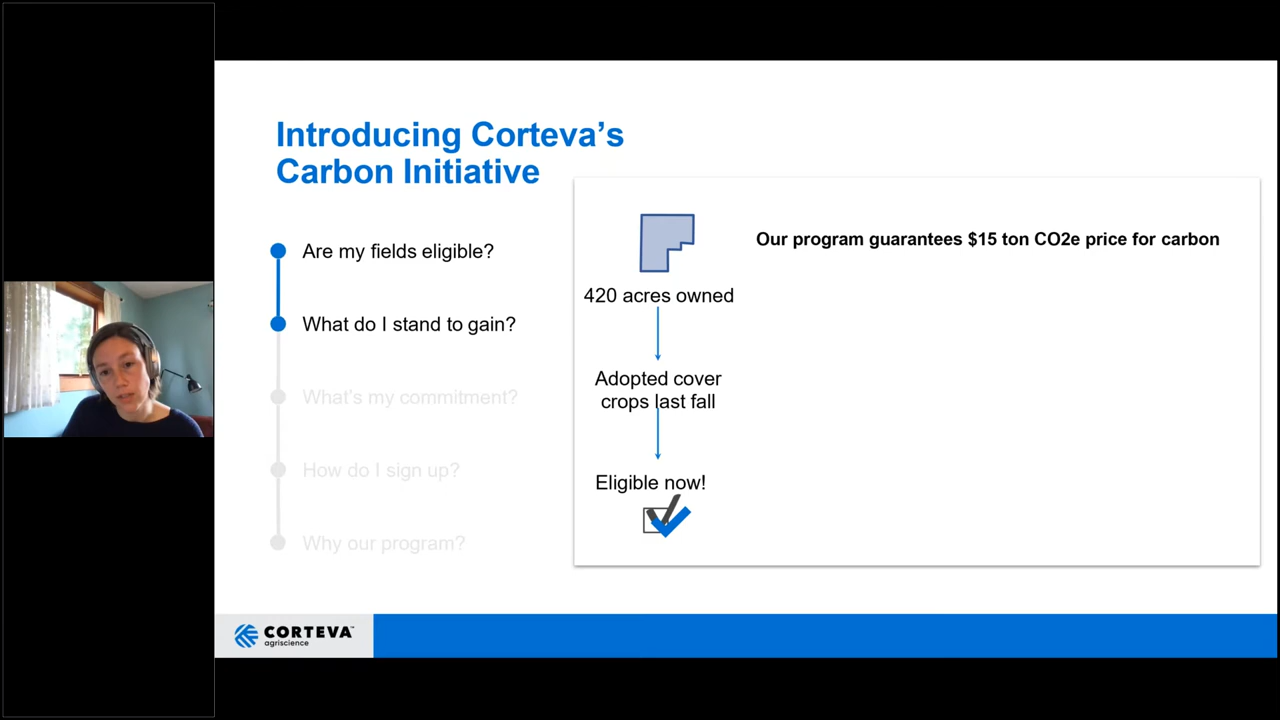 Introducing Corteva’s
Carbon Initiative
Are my fields eligible?
What do I stand to gain?
What’s my commitment?
How do I sign up?
Why our program?
420 acres owned
Adopted cover
crops last fall
Eligible now!
Our program guarantees $15 ton CO2e price for carbon
CORTEVA™
agriscience